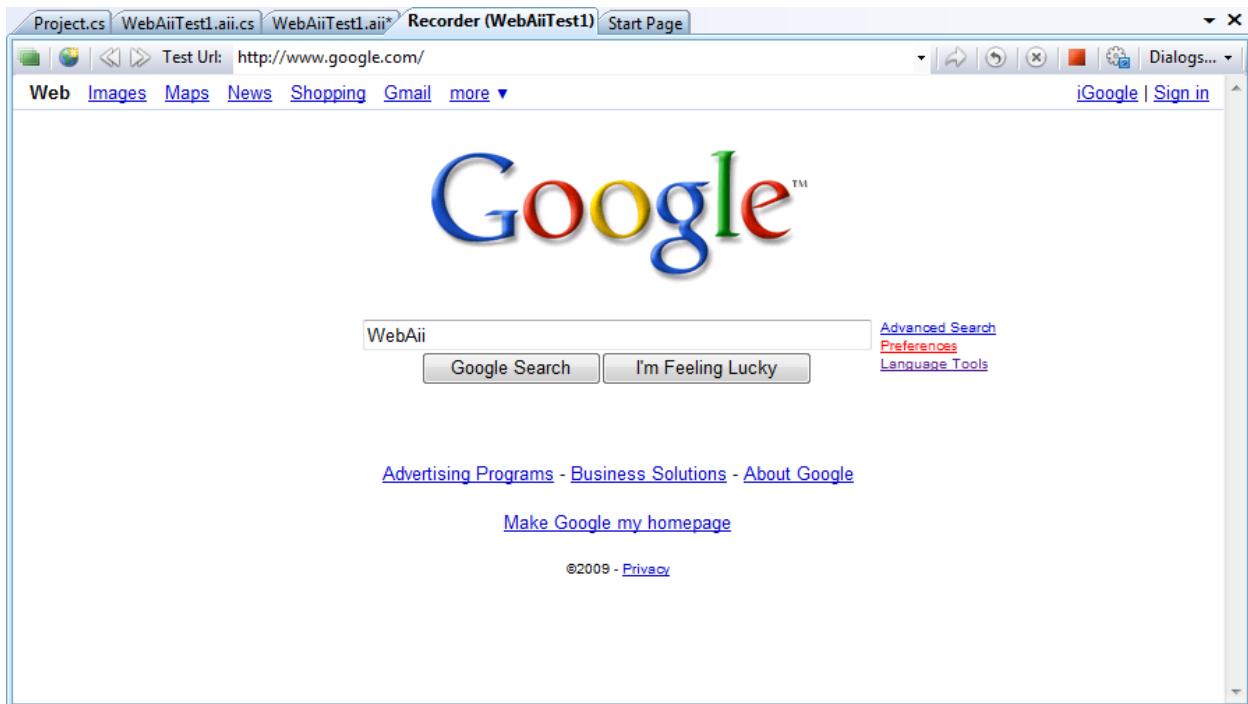 Project.cs WebAiiTest1.aii.cs WebAiiTest1.aii* Recorder (WebAiiTest1) Start Page
Test Url: http://www.google.com/ Dialogs...
Web Images Maps News Shopping Gmail more ▼ iGoogle | Sign in
Google™
WebAii
Advanced Search
Preferences
Language Tools
Google Search I'm Feeling Lucky
Advertising Programs - Business Solutions - About Google
Make Google my homepage
©2009 - Privacy